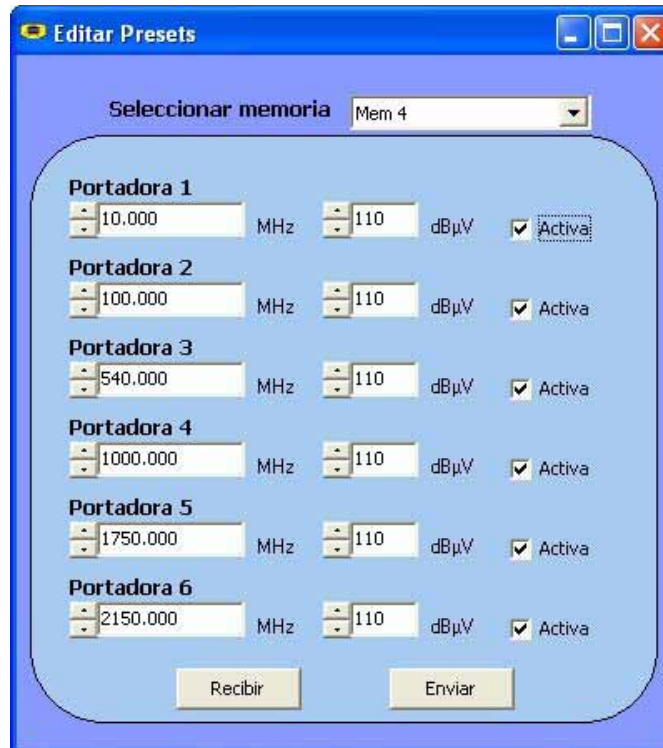 Editar Presets
Seleccionar memoria Mem 4
Portadora 1
10.000 MHz 110 dBµV Activa
Portadora 2
100.000 MHz 110 dBµV Activa
Portadora 3
540.000 MHz 110 dBµV Activa
Portadora 4
1000.000 MHz 110 dBµV Activa
Portadora 5
1750.000 MHz 110 dBµV Activa
Portadora 6
2150.000 MHz 110 dBµV Activa
Recibir Enviar